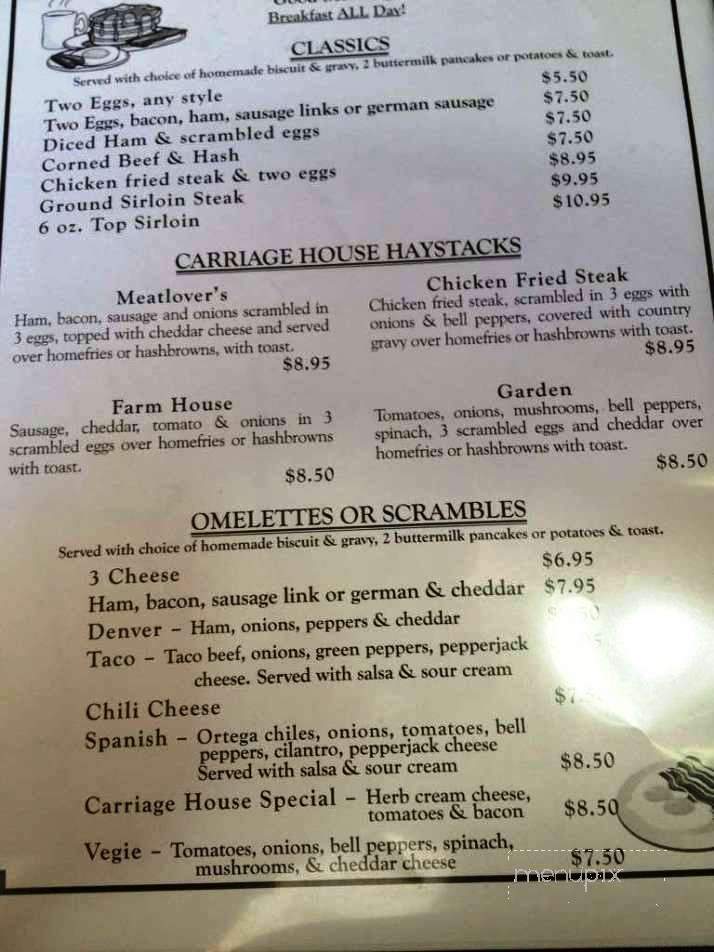 Breakfast ALL Day!
CLASSICS
Served with choice of homemade biscuit & gravy, 2 buttermilk pancakes or potatoes & toast.
Two Eggs, any style $5.50
Two Eggs, bacon, ham, sausage links or german sausage $7.50
Diced Ham & scrambled eggs $7.50
Corned Beef & Hash $7.50
Chicken fried steak & two eggs $8.95
Ground Sirloin Steak $9.95
6 oz. Top Sirloin $10.95
CARRIAGE HOUSE HAYSTACKS
Meatlover's
Ham, bacon, sausage and onions scrambled in
3 eggs, topped with cheddar cheese and served
over homefries or hashbrowns, with toast.
$8.95
Chicken Fried Steak
Chicken fried steak, scrambled in 3 eggs with
onions & bell peppers, covered with country
gravy over homefries or hashbrowns with toast.
$8.95
Farm House
Sausage, cheddar, tomato & onions in 3
scrambled eggs over homefries or hashbrowns
with toast.
$8.50
Garden
Tomatoes, onions, mushrooms, bell peppers,
spinach, 3 scrambled eggs and cheddar over
homefries or hashbrowns with toast.
$8.50
OMELETTES OR SCRAMBLES
Served with choice of homemade biscuit & gravy, 2 buttermilk pancakes or potatoes & toast.
3 Cheese $6.95
Ham, bacon, sausage link or german & cheddar $7.95
Denver – Ham, onions, peppers & cheddar
Taco – Taco beef, onions, green peppers, pepperjack
cheese. Served with salsa & sour cream
Chili Cheese
Spanish – Ortega chiles, onions, tomatoes, bell
peppers, cilantro, pepperjack cheese
Served with salsa & sour cream $8.50
Carriage House Special – Herb cream cheese,
tomatoes & bacon $8.50
Vegie – Tomatoes, onions, bell peppers, spinach,
mushrooms, & cheddar cheese $7.50
menupix